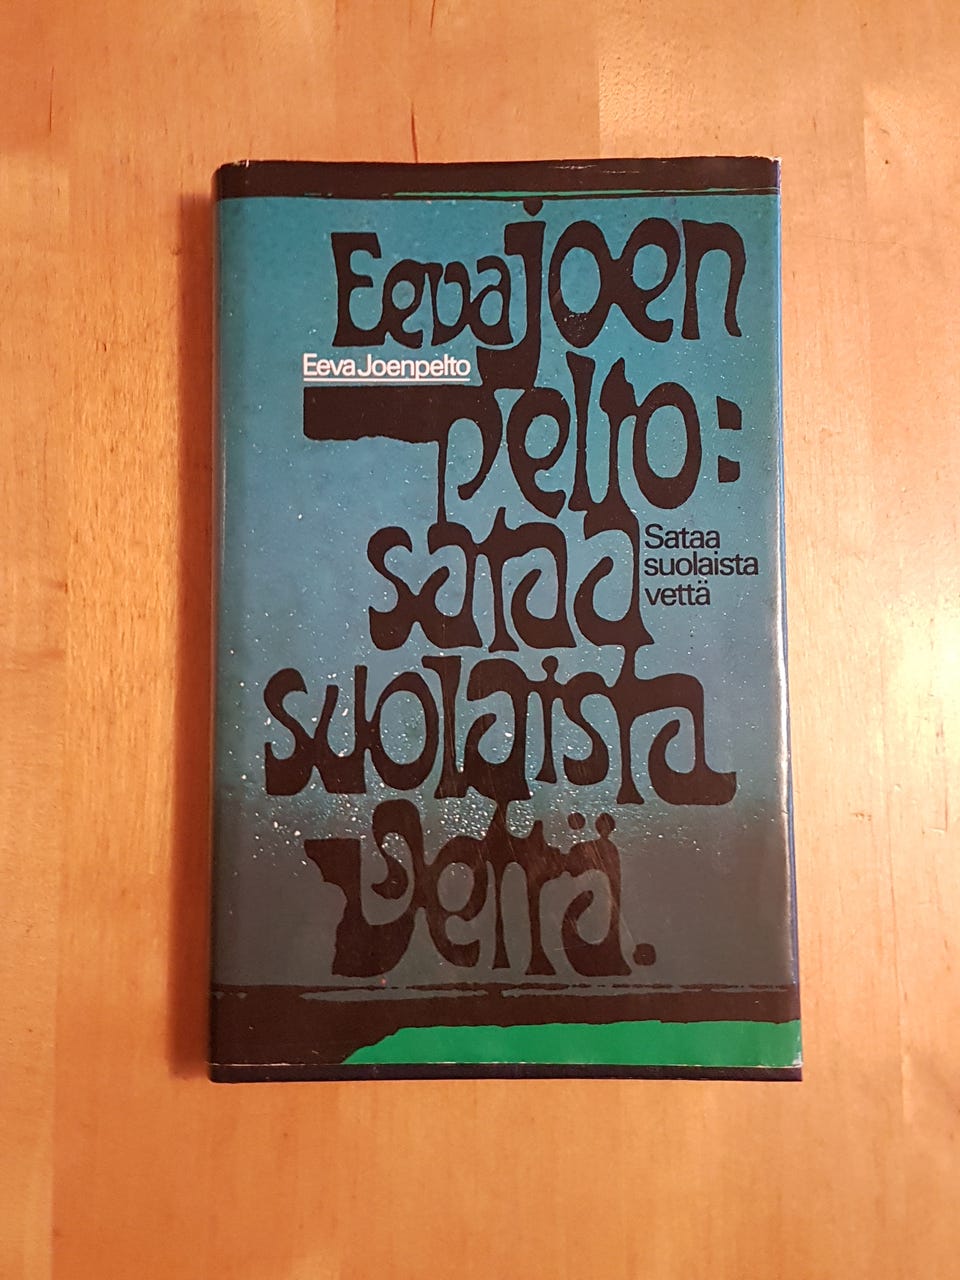 Eeva Joen
Eeva Joenpelto
pelto:
sataa
Sataa
suolaista
vettä
suolaista
vettä.